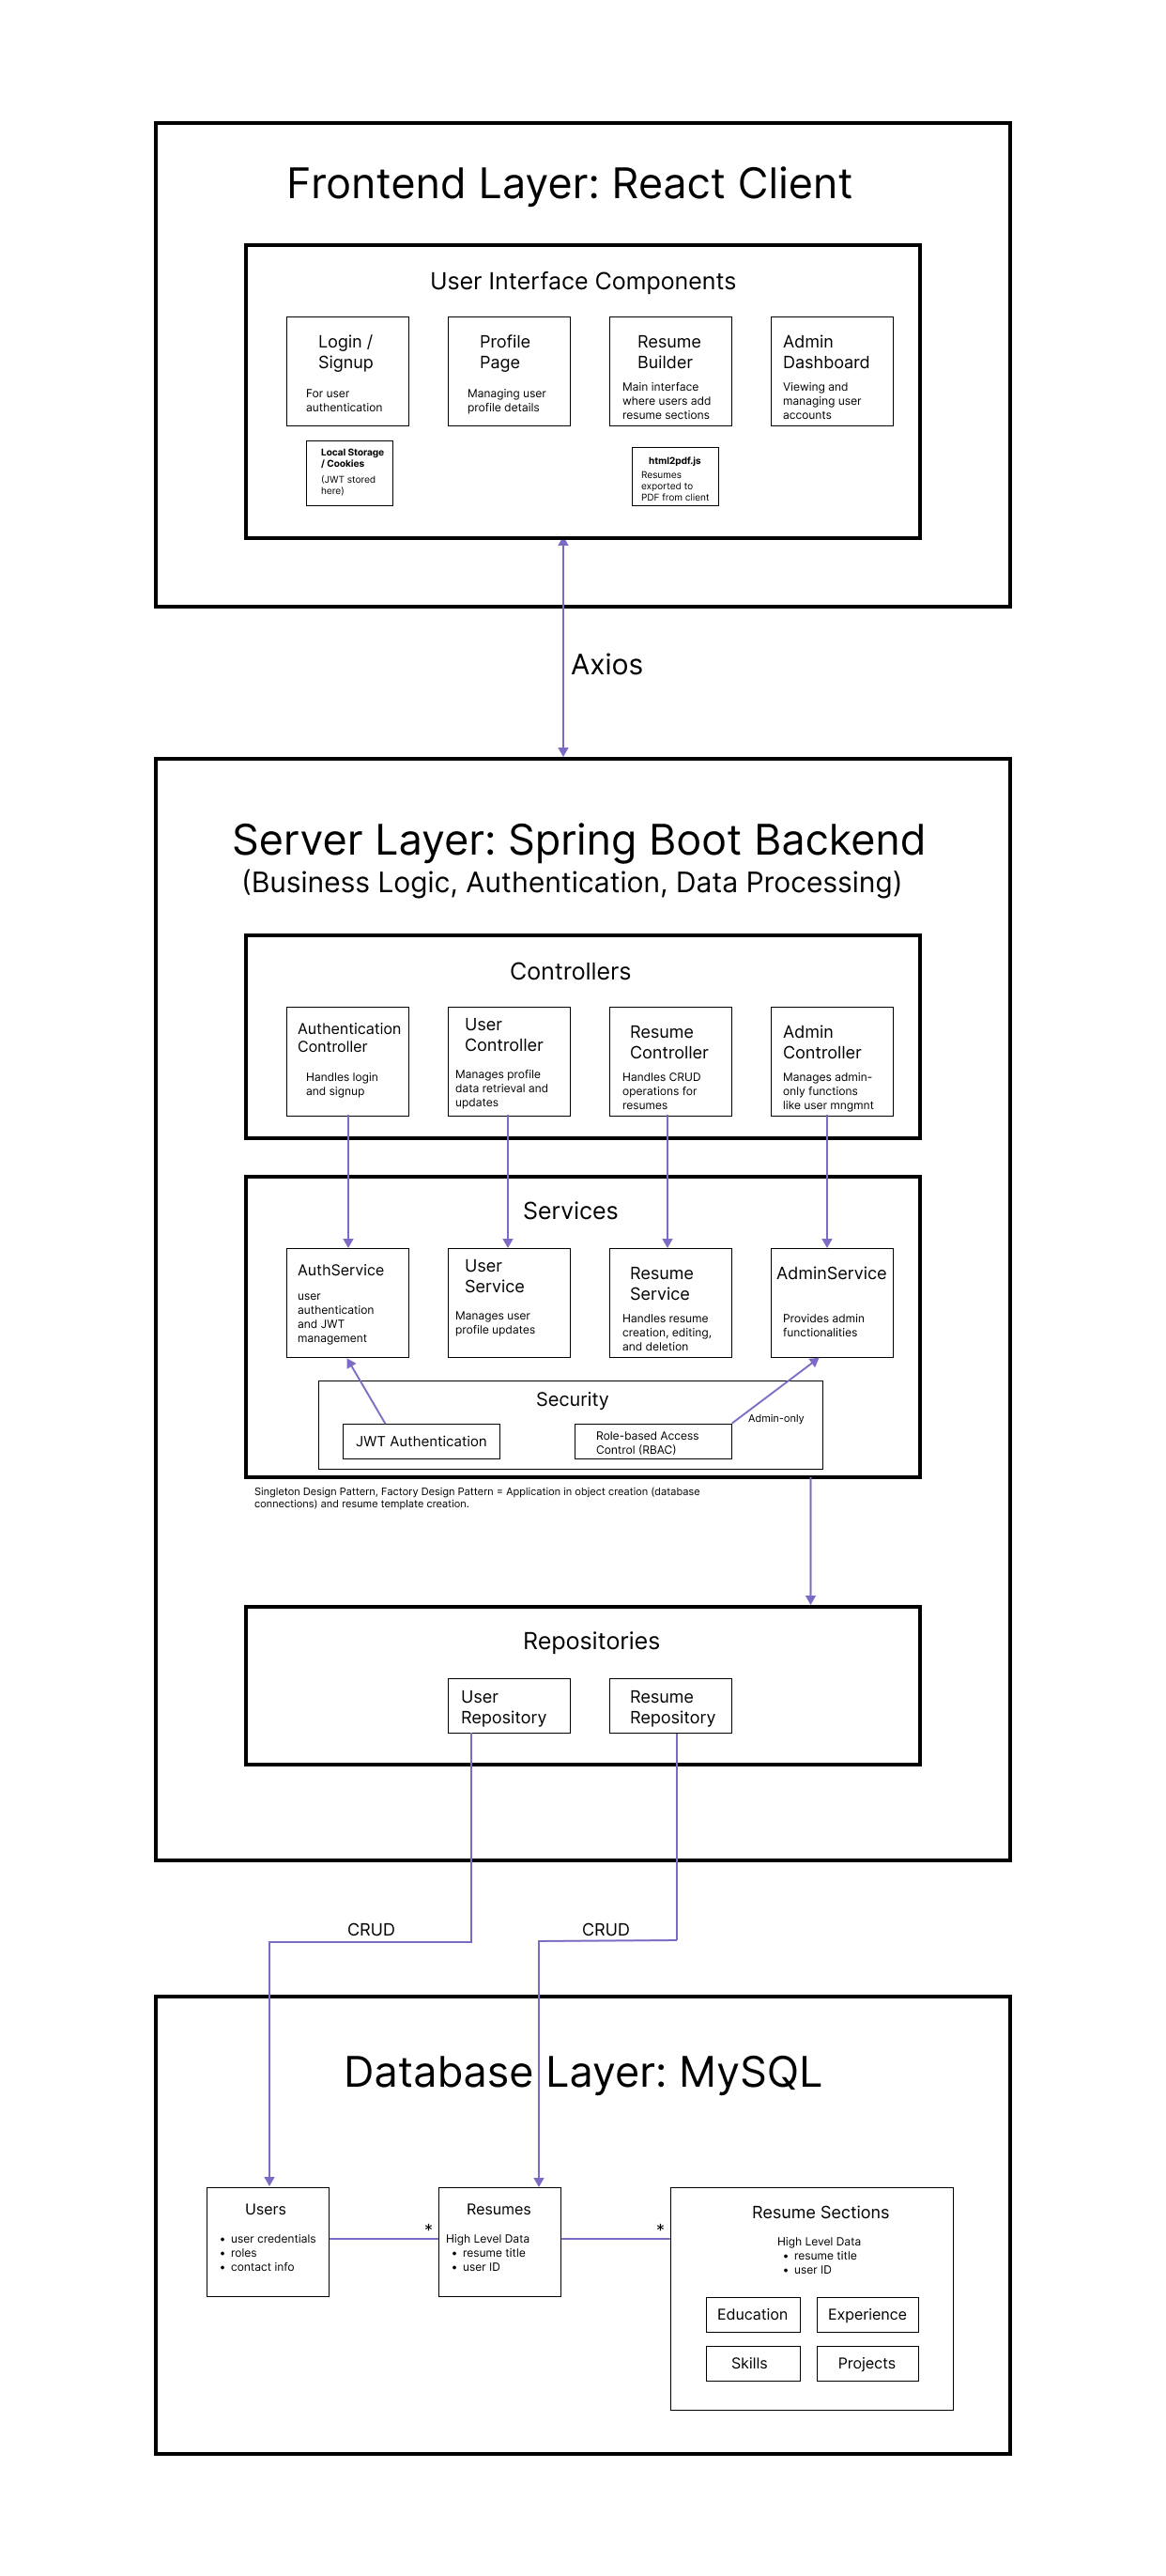 Frontend Layer: React Client
User Interface Components
Login /
Signup
For user
authentication
Profile
Page
Managing user
profile details
Resume
Builder
Main interface
where users add
resume sections
Admin
Dashboard
Viewing and
managing user
accounts
Local Storage
/ Cookies
(JWT stored
here)
html2pdf.js
Resumes
exported to
PDF from client
Axios
Server Layer: Spring Boot Backend
(Business Logic, Authentication, Data Processing)
Controllers
Authentication
Controller
Handles login
and signup
User
Controller
Manages profile
data retrieval and
updates
Resume
Controller
Handles CRUD
operations for
resumes
Admin
Controller
Manages admin-
only functions
like user mngmnt
Services
AuthService
user
authentication
and JWT
management
User
Service
Manages user
profile updates
Resume
Service
Handles resume
creation, editing,
and deletion
AdminService
Provides admin
functionalities
Security
JWT Authentication
Role-based Access
Control (RBAC)
Admin-only
Singleton Design Pattern, Factory Design Pattern = Application in object creation (database
connections) and resume template creation.
Repositories
User
Repository
Resume
Repository
CRUD
CRUD
Database Layer: MySQL
Users
• user credentials
• roles
• contact info
*
Resumes
High Level Data
• resume title
• user ID
*
Resume Sections
High Level Data
• resume title
• user ID
Education
Experience
Skills
Projects